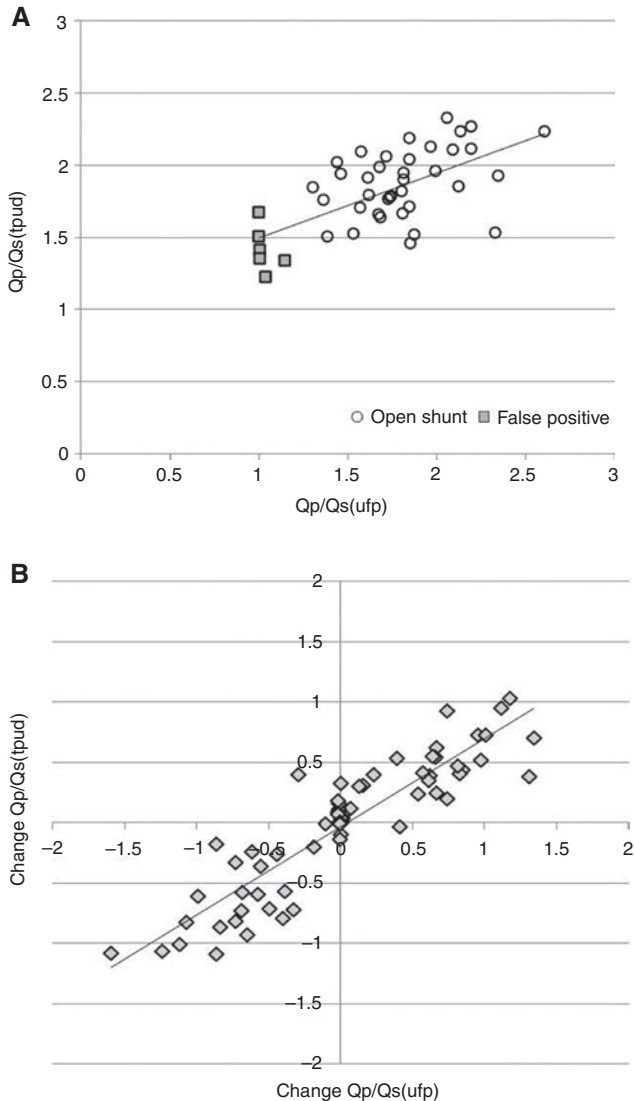 A
3
2.5
2
1.5
1
0.5
0
Qp/Qs(tpud)
Open shunt False positive
0 0.5 1 1.5 2 2.5 3
Qp/Qs(ufp)
B
2
1.5
1
0.5
−2 −1.5 −1 −0.5 0 0.5 1 1.5 2
−0.5
−1
−1.5
−2
Change Qp/Qs(tpud)
Change Qp/Qs(ufp)